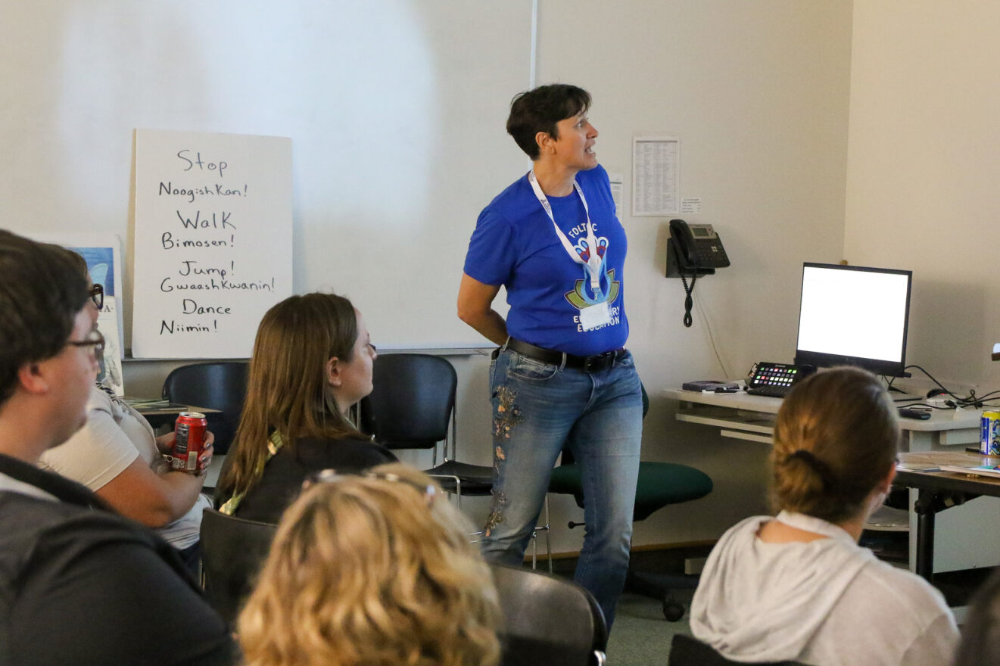 Stop
Noogishkan!
Walk
Bimosen!
Jump!
Gwaashkwanin!
Dance
Niimin!
EDUCATION